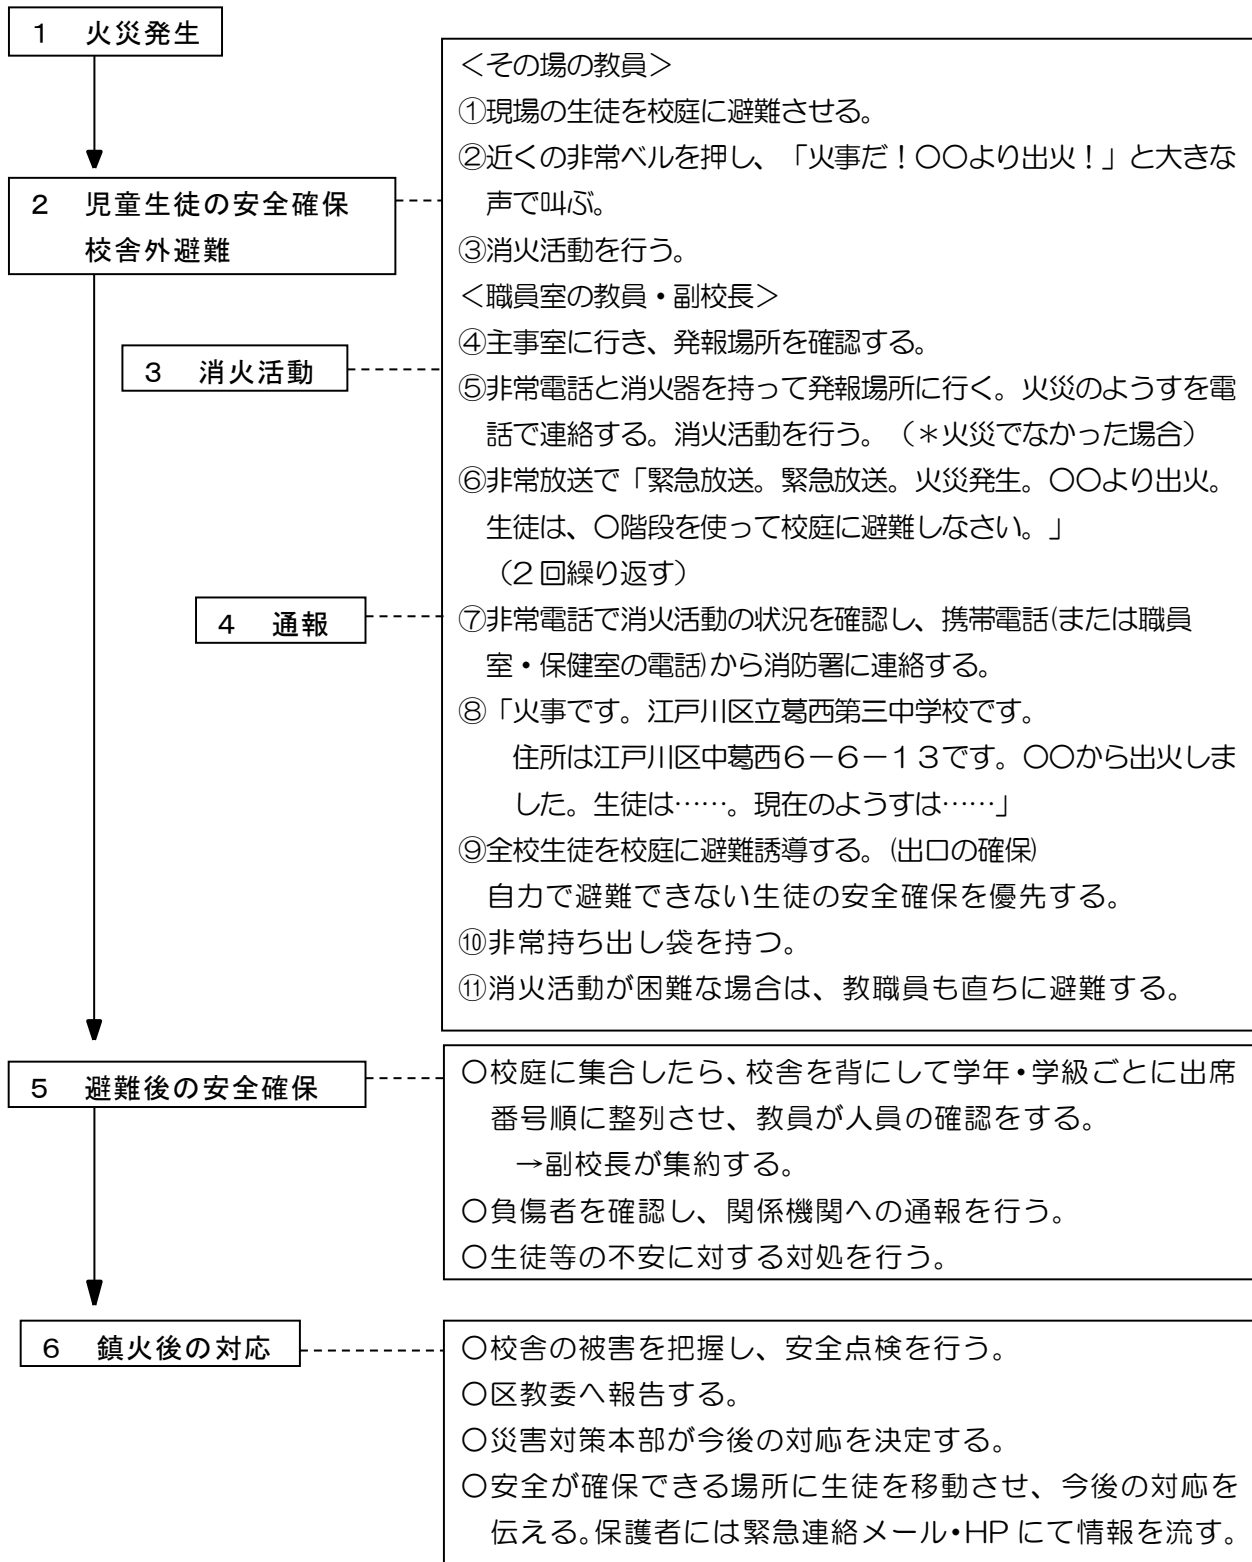 １　火災発生
２　児童生徒の安全確保
校舎外避難
３　消火活動
４　通報
＜その場の教員＞
①現場の生徒を校庭に避難させる。
②近くの非常ベルを押し、「火事だ！〇〇より出火！」と大きな
声で叫ぶ。
③消火活動を行う。
＜職員室の教員・副校長＞
④主事室に行き、発報場所を確認する。
⑤非常電話と消火器を持って発報場所に行く。火災のようすを電
話で連絡する。消火活動を行う。（＊火災でなかった場合）
⑥非常放送で「緊急放送。緊急放送。火災発生。〇〇より出火。
生徒は、〇階段を使って校庭に避難しなさい。」
（２回繰り返す）
⑦非常電話で消火活動の状況を確認し、携帯電話(または職員
室・保健室の電話)から消防署に連絡する。
⑧「火事です。江戸川区立葛西第三中学校です。
住所は江戸川区中葛西６－６－１３です。〇〇から出火しま
した。生徒は……。現在のようすは……」
⑨全校生徒を校庭に避難誘導する。(出口の確保)
自力で避難できない生徒の安全確保を優先する。
⑩非常持ち出し袋を持つ。
⑪消火活動が困難な場合は、教職員も直ちに避難する。
５　避難後の安全確保
〇校庭に集合したら、校舎を背にして学年・学級ごとに出席
番号順に整列させ、教員が人員の確認をする。
→副校長が集約する。
〇負傷者を確認し、関係機関への通報を行う。
〇生徒等の不安に対する対処を行う。
６　鎮火後の対応
〇校舎の被害を把握し、安全点検を行う。
〇区教委へ報告する。
〇災害対策本部が今後の対応を決定する。
〇安全が確保できる場所に生徒を移動させ、今後の対応を
伝える。保護者には緊急連絡メール・HP にて情報を流す。